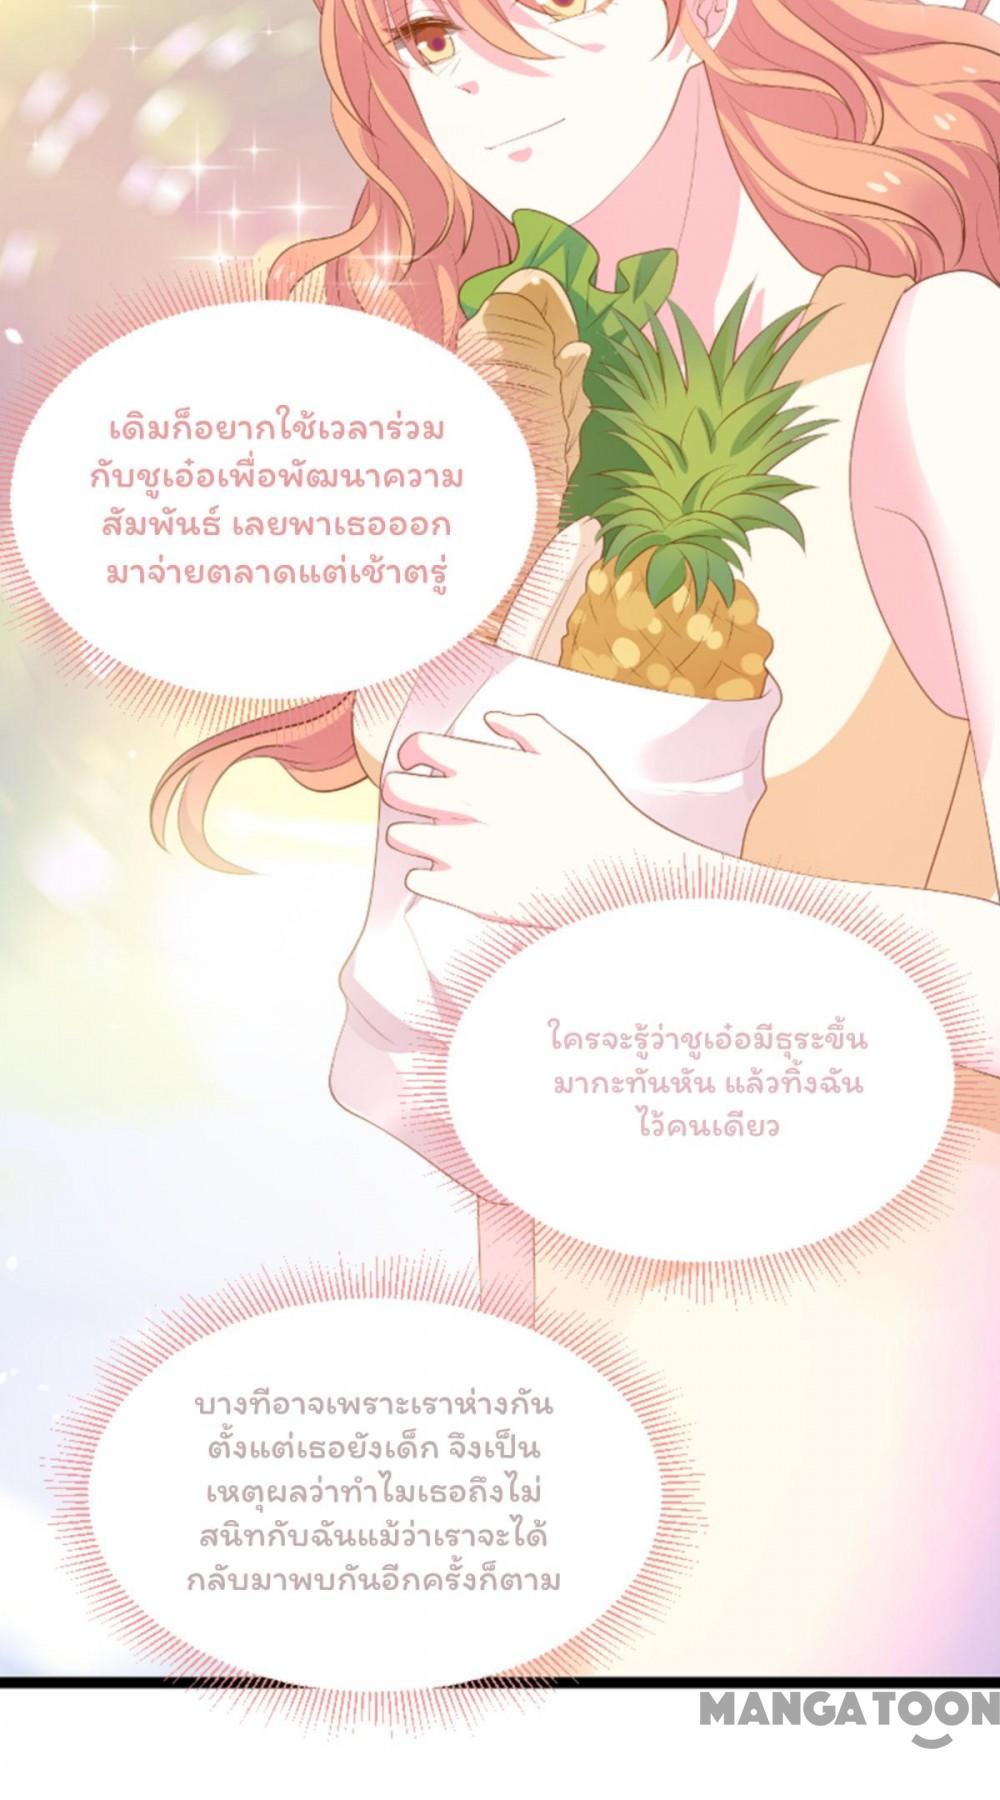 เดิมก็อยากใช้เวลาร่วม
กับชูเอ๋อเพื่อพัฒนาความ
สัมพันธ์ เลยพาเธอออก
มาจ่ายตลาดแต่เช้าตรู่
ใครจะรู้ว่าชูเอ๋อมีธุระขึ้น
มากะทันหัน แล้วทิ้งฉัน
ไว้คนเดียว
บางทีอาจเพราะเราห่างกัน
ตั้งแต่เธอยังเด็ก จึงเป็น
เหตุผลว่าทำไมเธอถึงไม่
สนิทกับฉันแม้ว่าเราจะได้
กลับมาพบกันอีกครั้งก็ตาม
MANGATOON